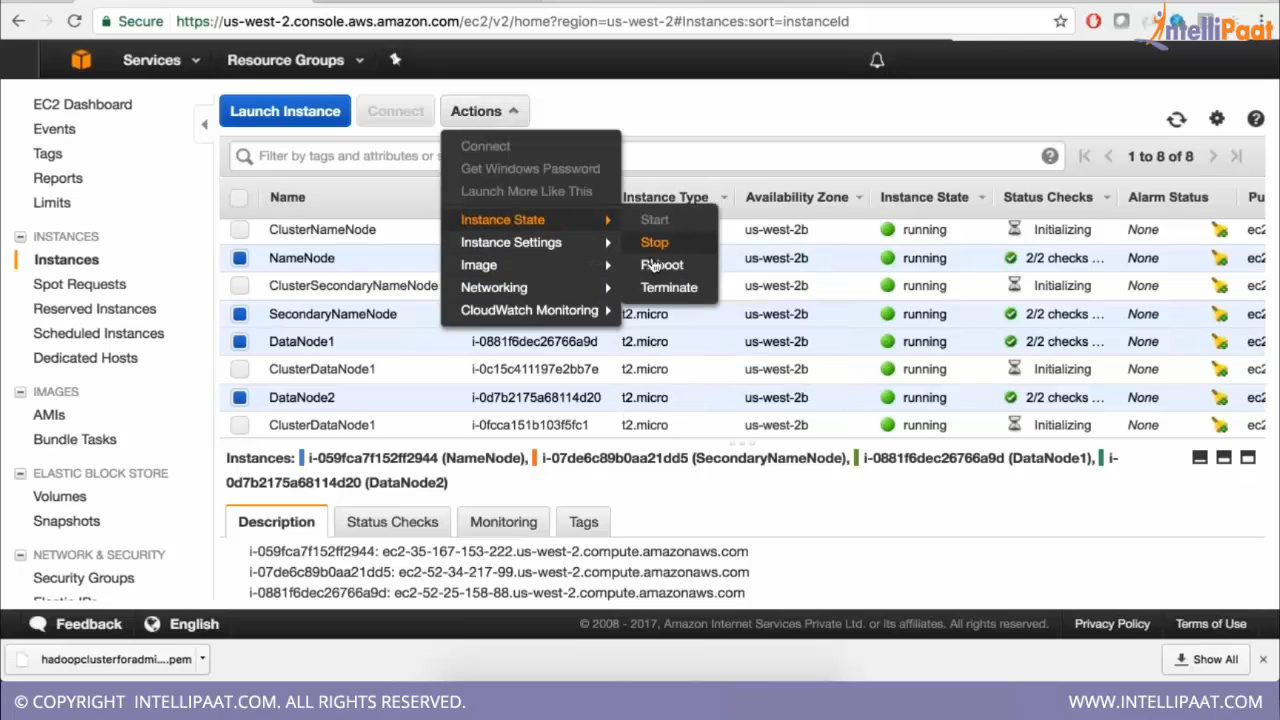 Secure https://us-west-2.console.aws.amazon.com/ec2/v2/home?region=us-west-2#Instances:sort=instanceId
IntelliPaat
Services Resource Groups
EC2 Dashboard
Events
Tags
Reports
Limits
INSTANCES
Instances
Spot Requests
Reserved Instances
Scheduled Instances
Dedicated Hosts
IMAGES
AMIs
Bundle Tasks
ELASTIC BLOCK STORE
Volumes
Snapshots
NETWORK & SECURITY
Security Groups
Launch Instance Connect Actions
Filter by tags and attributes or 1 to 8 of 8
Connect
Get Windows Password
Launch More Like This
Instance State
Instance Settings
Image
Networking
CloudWatch Monitoring
Start
Stop
Reboot
Terminate
Name Instance Type Availability Zone Instance State Status Checks Alarm Status Pu
ClusterNameNode us-west-2b running Initializing None ec2
NameNode us-west-2b running 2/2 checks ... None ec2
ClusterSecondaryNameNode us-west-2b running Initializing None ec2
SecondaryNameNode t2.micro us-west-2b running 2/2 checks ... None ec2
DataNode1 i-0881f6dec26766a9d t2.micro us-west-2b running 2/2 checks ... None ec2
ClusterDataNode1 i-0c15c411197e2bb7e t2.micro us-west-2b running Initializing None ec2
DataNode2 i-0d7b2175a68114d20 t2.micro us-west-2b running 2/2 checks ... None ec2
ClusterDataNode1 i-0fcca151b103f5fc1 t2.micro us-west-2b running Initializing None ec2
Instances: i-059fca7f152ff2944 (NameNode), i-07de6c89b0aa21dd5 (SecondaryNameNode), i-0881f6dec26766a9d (DataNode1), i-
0d7b2175a68114d20 (DataNode2)
Description Status Checks Monitoring Tags
i-059fca7f152ff2944: ec2-35-167-153-222.us-west-2.compute.amazonaws.com
i-07de6c89b0aa21dd5: ec2-52-34-217-99.us-west-2.compute.amazonaws.com
i-0881f6dec26766a9d: ec2-52-25-158-88.us-west-2.compute.amazonaws.com
Feedback English © 2008 - 2017, Amazon Internet Services Private Ltd. or its affiliates. All rights reserved. Privacy Policy Terms of Use
hadoopclusterforadmi....pem Show All
© COPYRIGHT INTELLIPAAT.COM. ALL RIGHTS RESERVED. WWW.INTELLIPAAT.COM